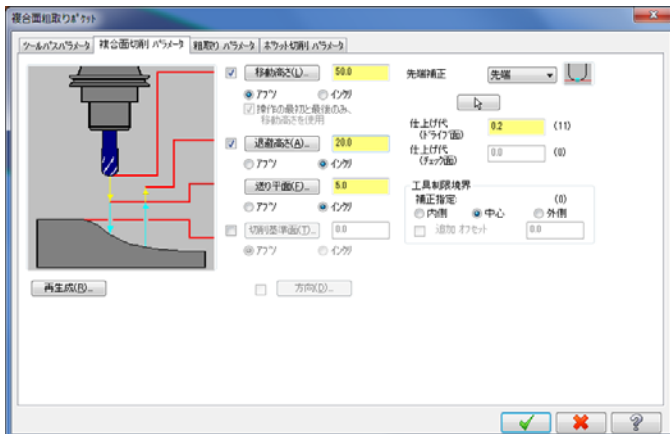 複合面粗取りポケット
ツールパスパラメータ 複合面切削 パラメータ 粗取り パラメータ ポケット切削 パラメータ
移動高さ(L)... 50.0
アブソ インクリ
操作の最初と最後のみ、
移動高さを使用
退避高さ(A)... 20.0
アブソ インクリ
送り平面(F)... 5.0
アブソ インクリ
切削基準面(T)... 0.0
アブソ インクリ
先端補正 先端
仕上げ代
(ドライブ面) 0.2 (11)
仕上げ代
(チェック面) 0.0 (0)
工具制限境界
補正指定: (0)
内側 中心 外側
追加 オフセット 0.0
再生成(R)... 方向(D)...